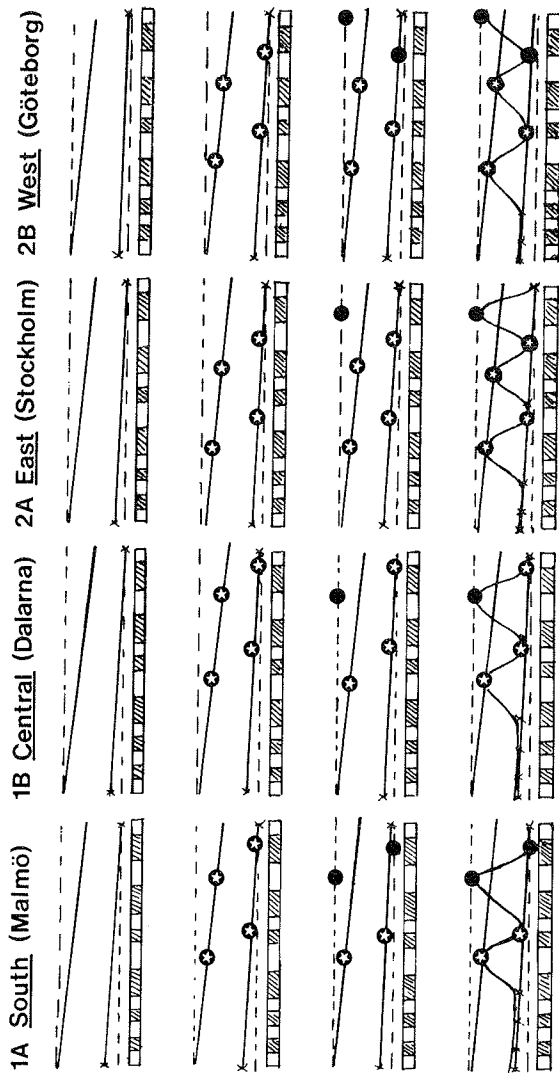 1A South (Malmö)
1B Central (Dalarna)
2A East (Stockholm)
2B West (Göteborg)